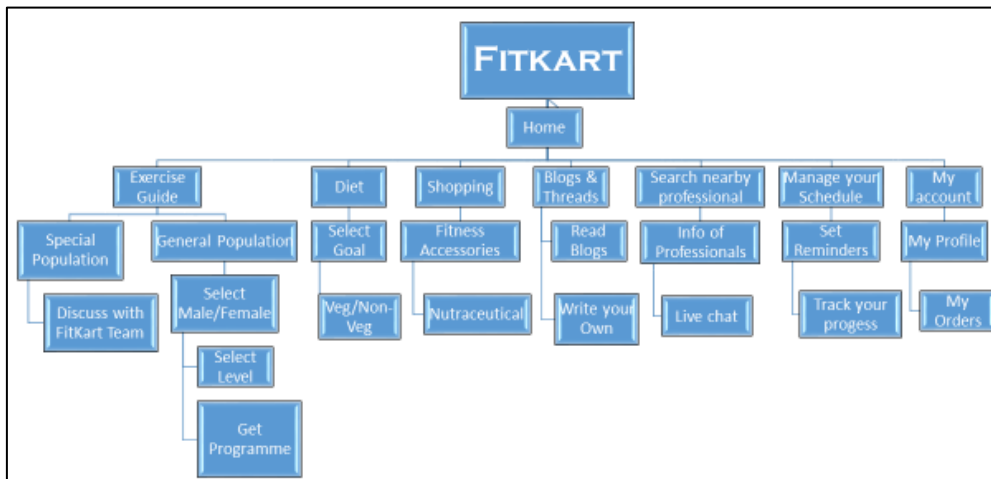 FITKART
Home
Exercise
Guide
Diet
Shopping
Blogs &
Threads
Search nearby
professional
Manage your
Schedule
My
account
Special
Population
General Population
Select
Goal
Fitness
Accessories
Read
Blogs
Info of
Professionals
Set
Reminders
My Profile
Discuss with
FitKart Team
Select
Male/Female
Veg/Non-
Veg
Nutraceutical
Write your
Own
Live chat
Track your
progess
My
Orders
Select
Level
Get
Programme